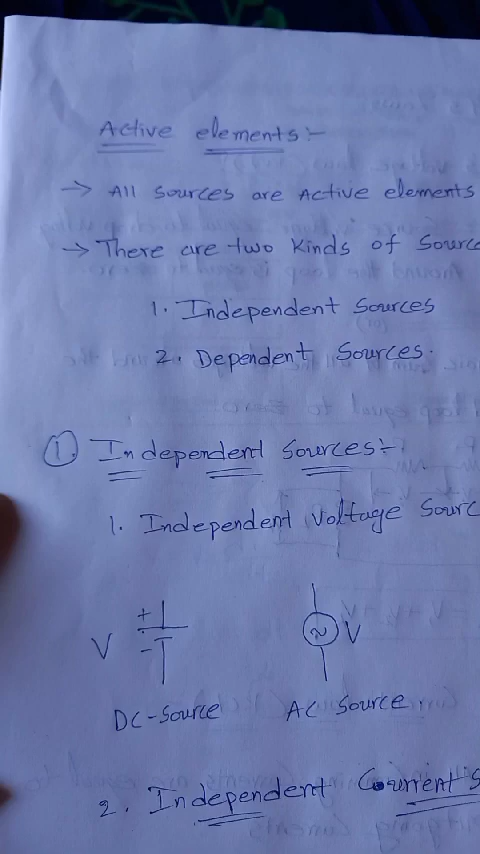 Active elements:-
→ All Sources are Active elements
→ There are two Kinds of Source
1. Independent Sources
2. Dependent Sources.
1. Independent Sources:-
1. Independent Voltage Sourc
V + - V
DC-Source AC Source.
2. Independent Current S